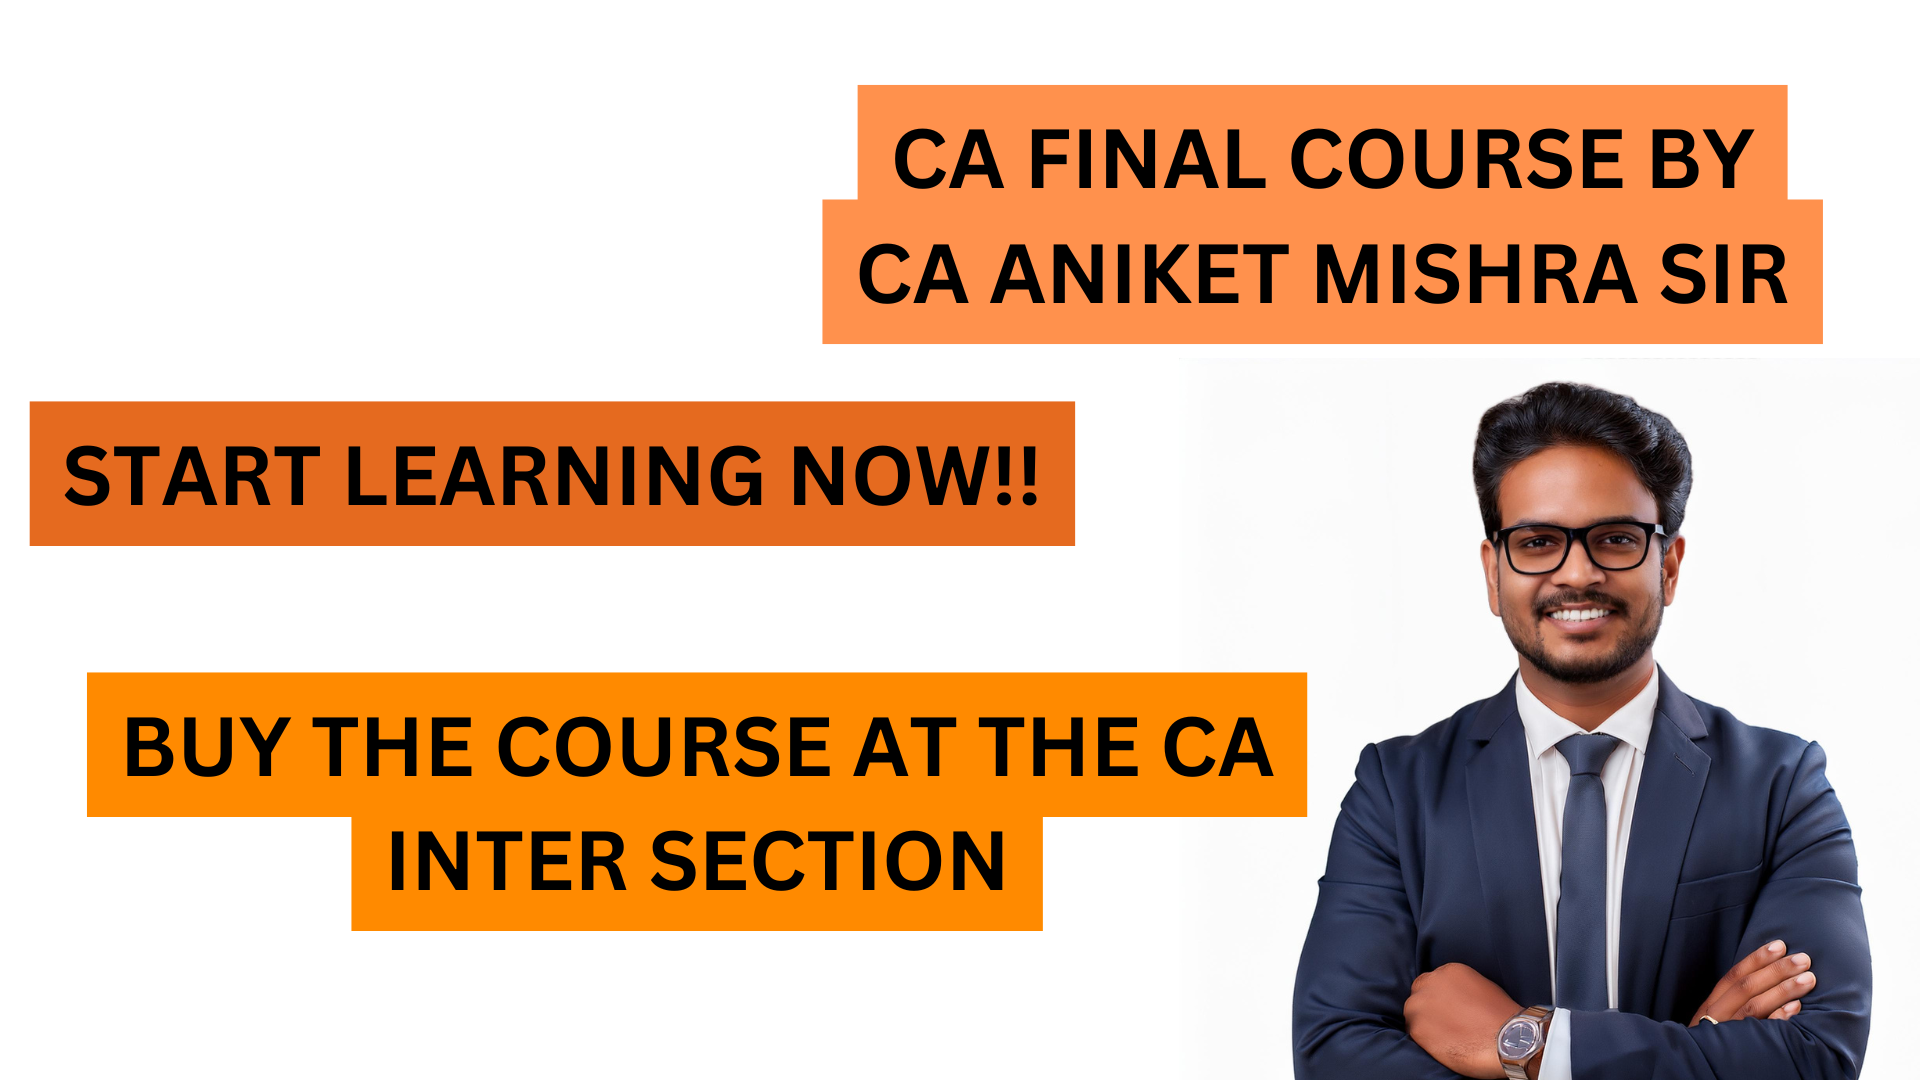 CA FINAL COURSE BY
CA ANIKET MISHRA SIR
START LEARNING NOW!!
BUY THE COURSE AT THE CA
INTER SECTION